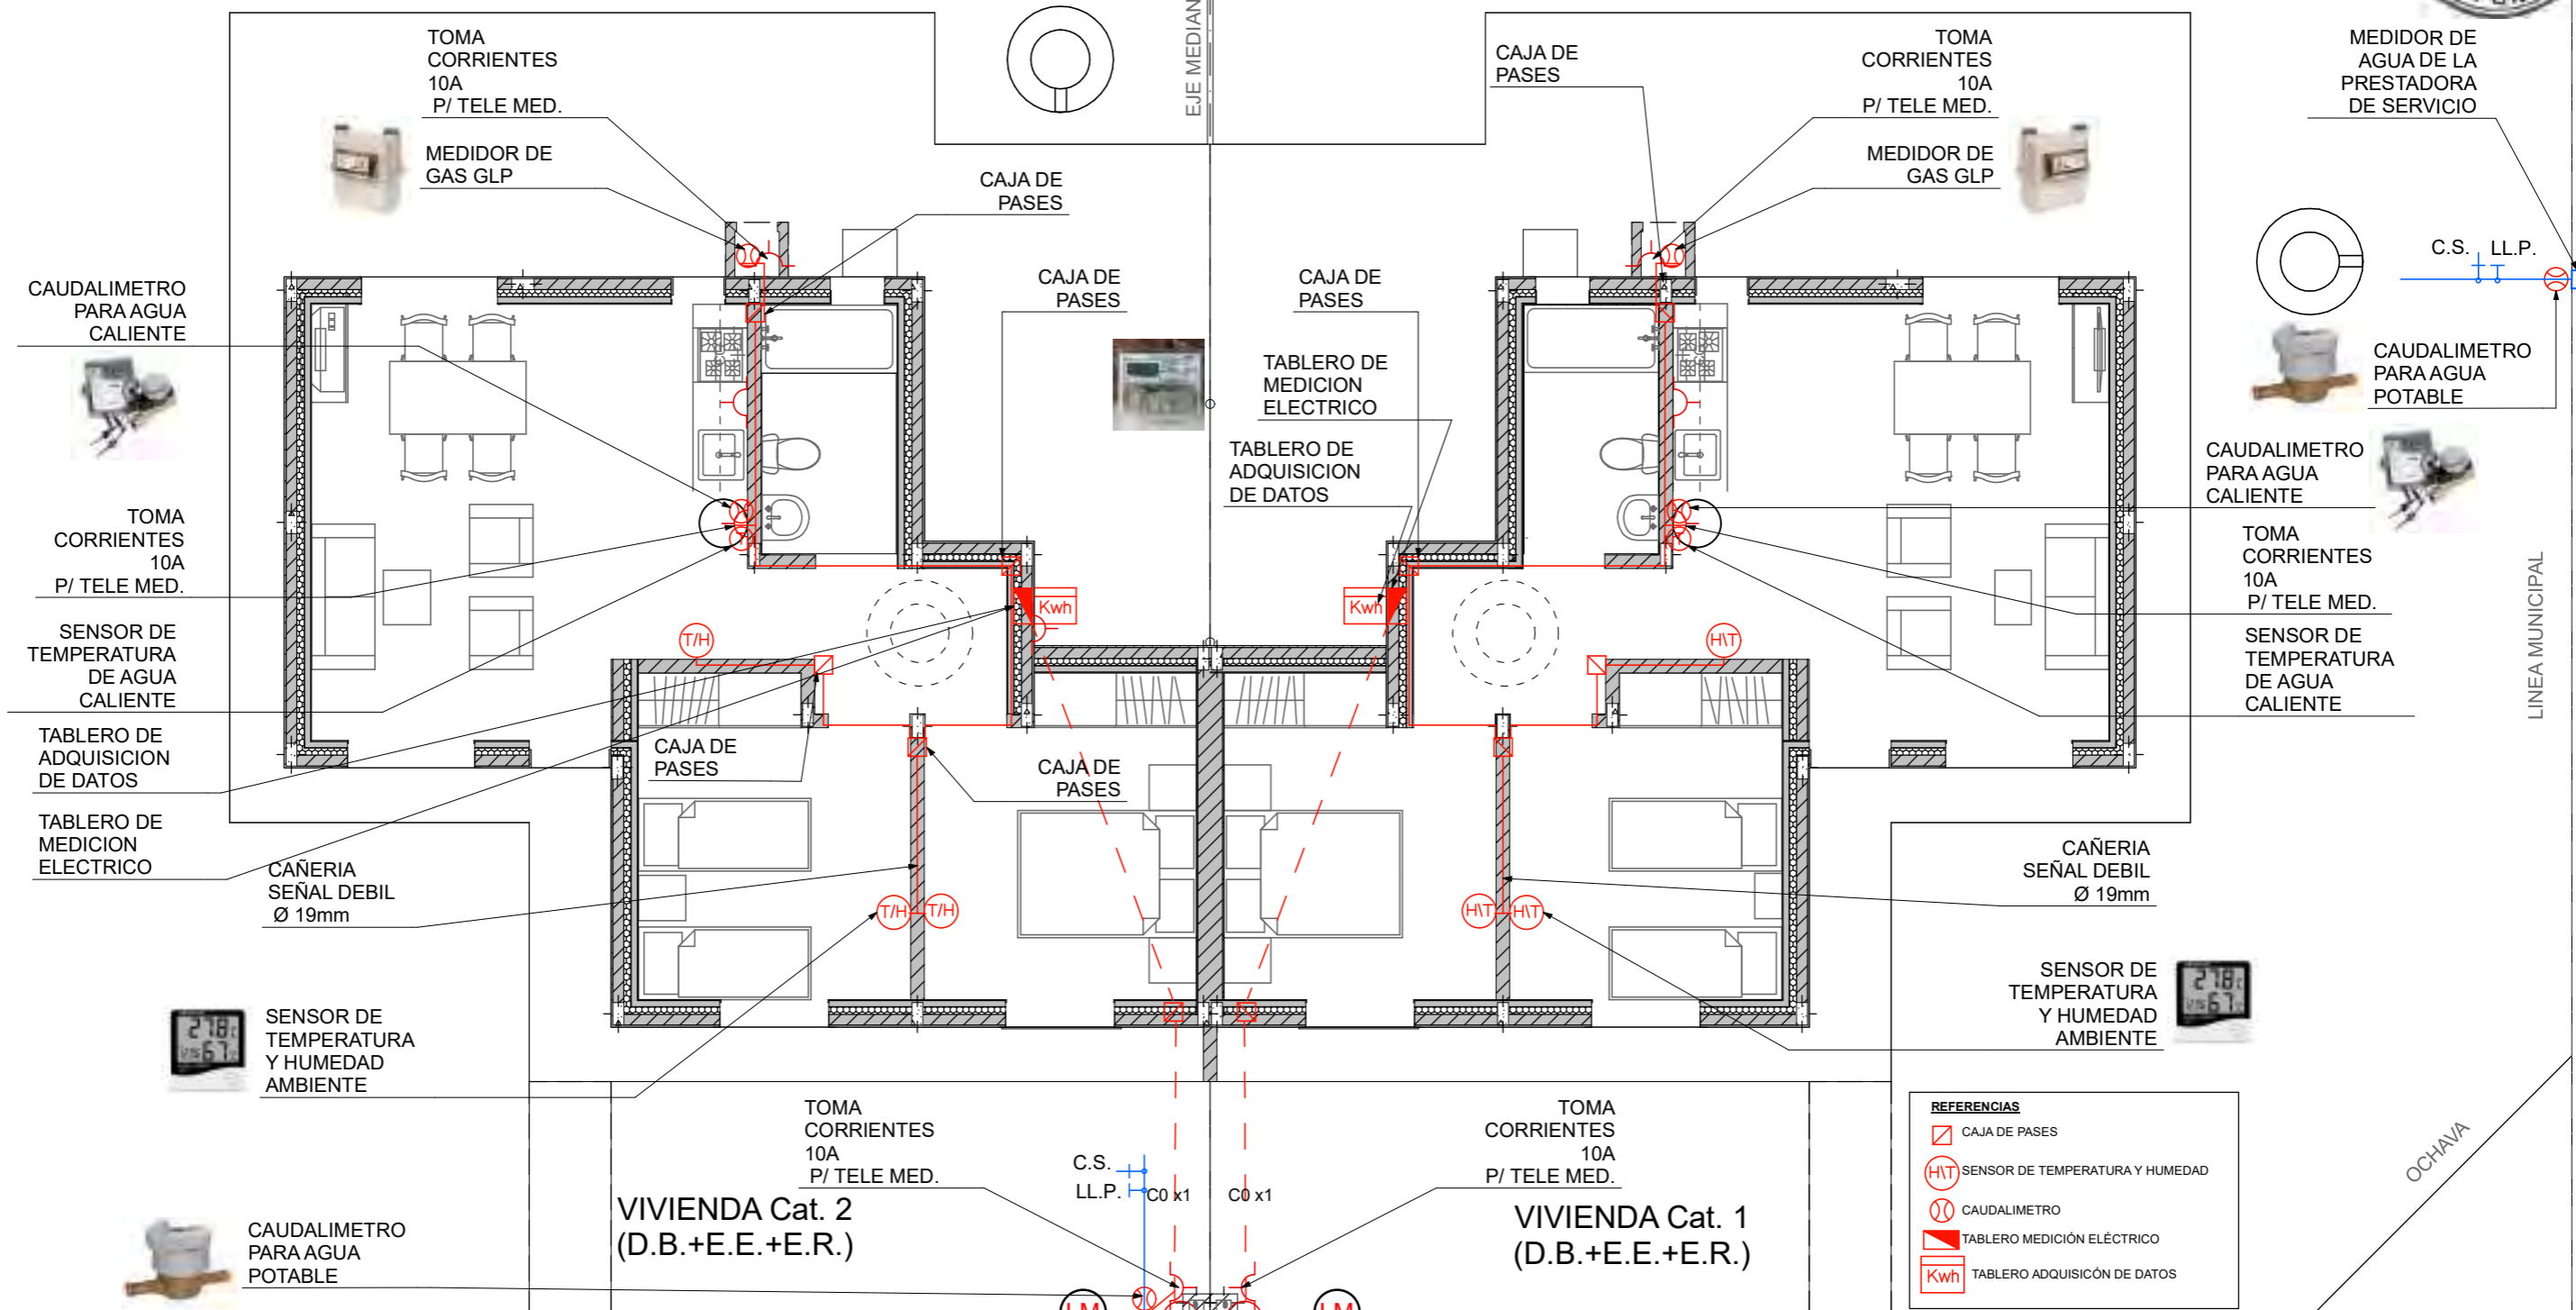 EJE MEDIAN
TOMA
CORRIENTES
10A
P/ TELE MED.
MEDIDOR DE
GAS GLP
CAJA DE
PASES
CAJA DE
PASES
CAJA DE
PASES
CAJA DE
PASES
TOMA
CORRIENTES
10A
P/ TELE MED.
MEDIDOR DE
GAS GLP
MEDIDOR DE
AGUA DE LA
PRESTADORA
DE SERVICIO
C.S. LL.P.
CAUDALIMETRO
PARA AGUA
CALIENTE
TABLERO DE
MEDICION
ELECTRICO
TABLERO DE
ADQUISICION
DE DATOS
CAUDALIMETRO
PARA AGUA
POTABLE
CAUDALIMETRO
PARA AGUA
CALIENTE
TOMA
CORRIENTES
10A
P/ TELE MED.
TOMA
CORRIENTES
10A
P/ TELE MED.
LINEA MUNICIPAL
SENSOR DE
TEMPERATURA
DE AGUA
CALIENTE
SENSOR DE
TEMPERATURA
DE AGUA
CALIENTE
Kwh
Kwh
T/H
H\T
TABLERO DE
ADQUISICION
DE DATOS
CAJA DE
PASES
CAJA DE
PASES
TABLERO DE
MEDICION
ELECTRICO
CAÑERIA
SEÑAL DEBIL
Ø 19mm
CAÑERIA
SEÑAL DEBIL
Ø 19mm
T/H T/H
H\T H\T
SENSOR DE
TEMPERATURA
Y HUMEDAD
AMBIENTE
SENSOR DE
TEMPERATURA
Y HUMEDAD
AMBIENTE
278
67
278
67
TOMA
CORRIENTES
10A
P/ TELE MED.
C.S.
LL.P.
C0 x1
C0 x1
TOMA
CORRIENTES
10A
P/ TELE MED.
VIVIENDA Cat. 2
(D.B.+E.E.+E.R.)
VIVIENDA Cat. 1
(D.B.+E.E.+E.R.)
CAUDALIMETRO
PARA AGUA
POTABLE
REFERENCIAS
CAJA DE PASES
H\T SENSOR DE TEMPERATURA Y HUMEDAD
CAUDALIMETRO
TABLERO MEDICIÓN ELÉCTRICO
Kwh TABLERO ADQUISICÓN DE DATOS
OCHAVA